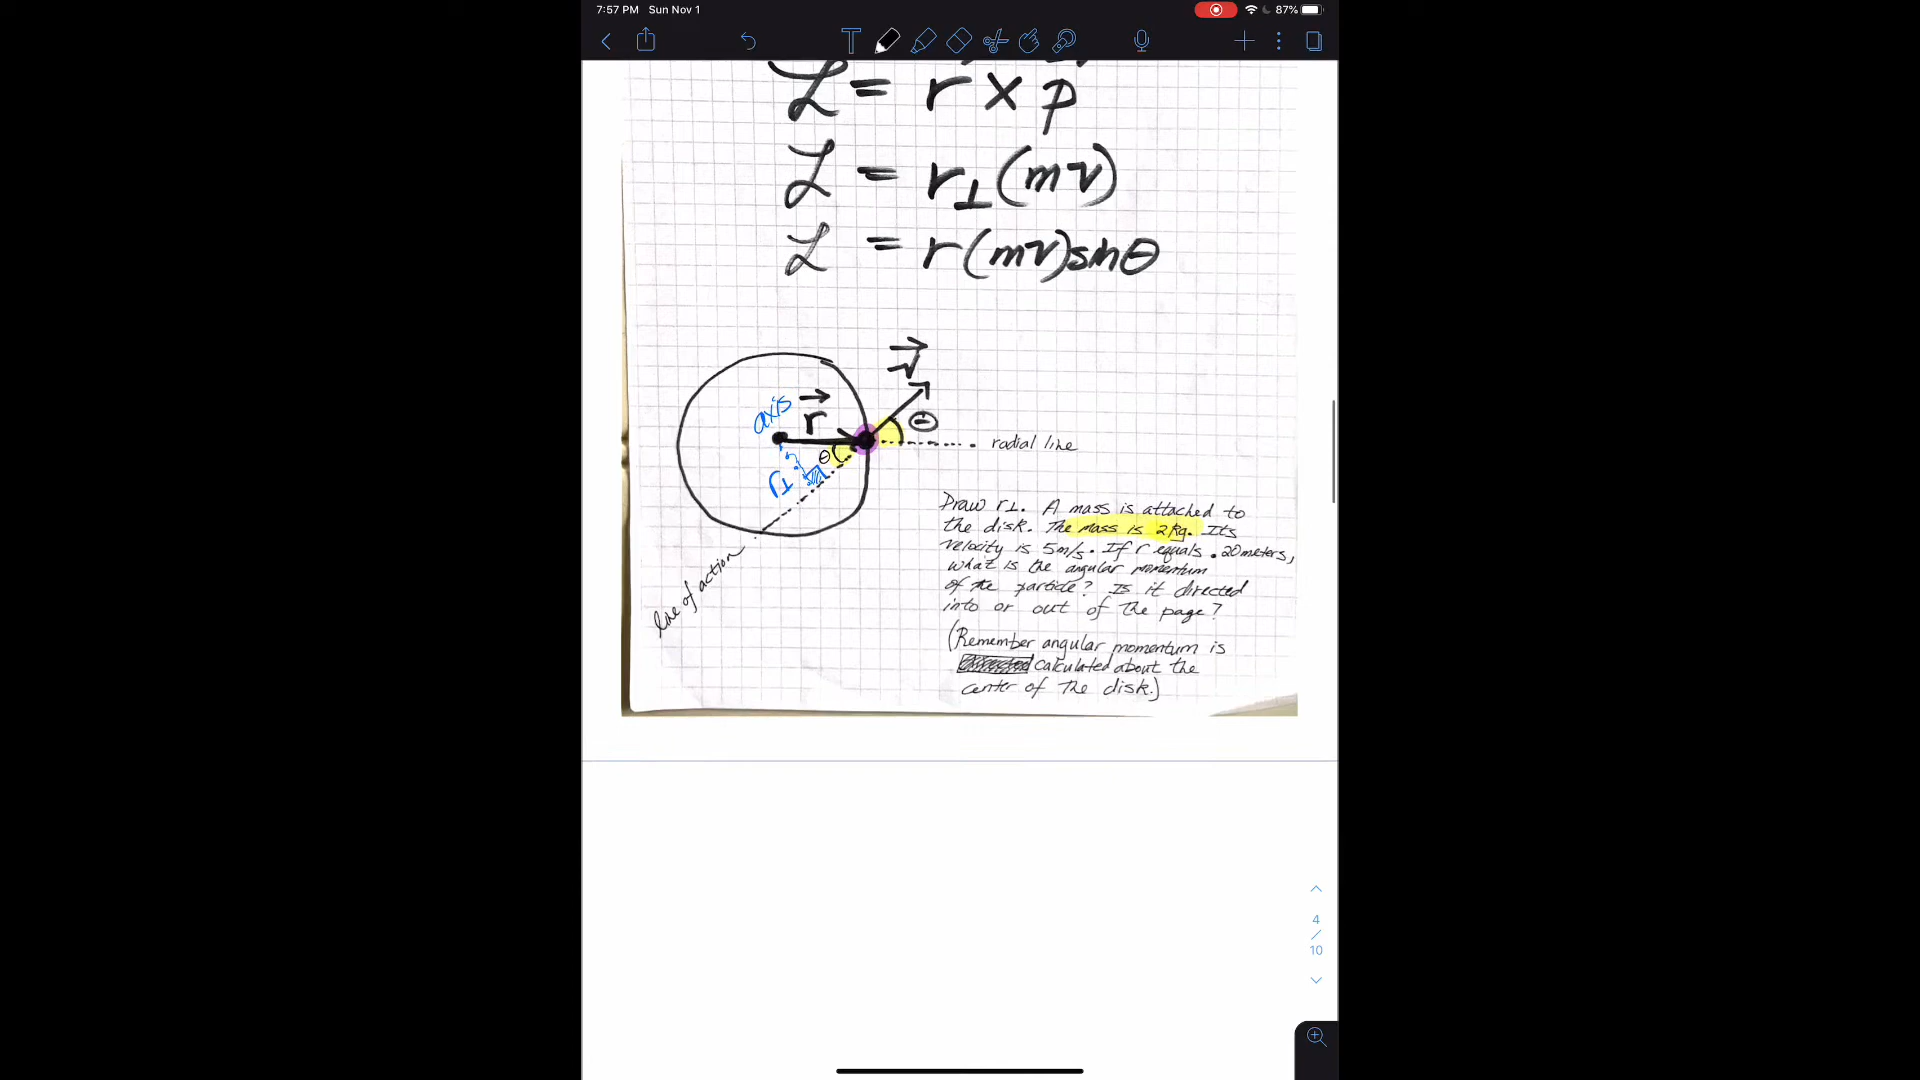 7:57 PM Sun Nov 1
87%
L = r × p
L = r⊥(mv)
L = r(mv)sinθ
v
axis
r
θ
θ
radial line
r⊥
line of action
Draw r⊥. A mass is attached to
the disk. The mass is 2kg. Its
velocity is 5m/s. If r equals .20meters,
what is the angular momentum
of the particle? Is it directed
into or out of the page?
(Remember angular momentum is
calculated about the
center of the disk.)
4
/
10